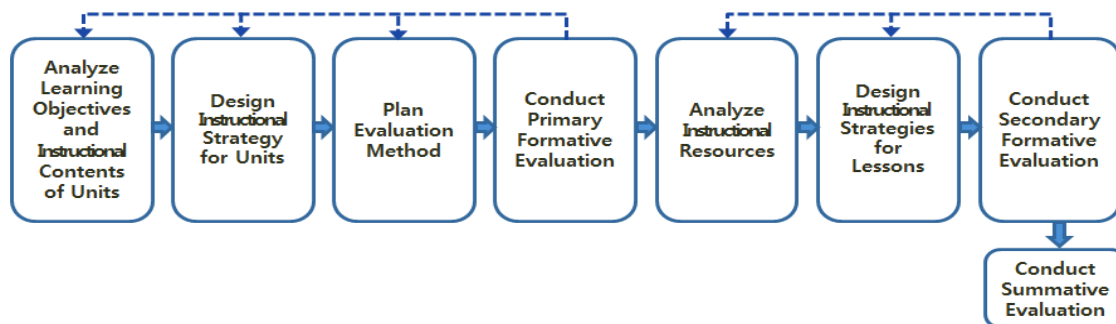 Analyze
Learning
Objectives
and
Instructional
Contents
of Units
Design
Instructional
Strategy
for Units
Plan
Evaluation
Method
Conduct
Primary
Formative
Evaluation
Analyze
Instructional
Resources
Design
Instructional
Strategies
for
Lessons
Conduct
Secondary
Formative
Evaluation
Conduct
Summative
Evaluation